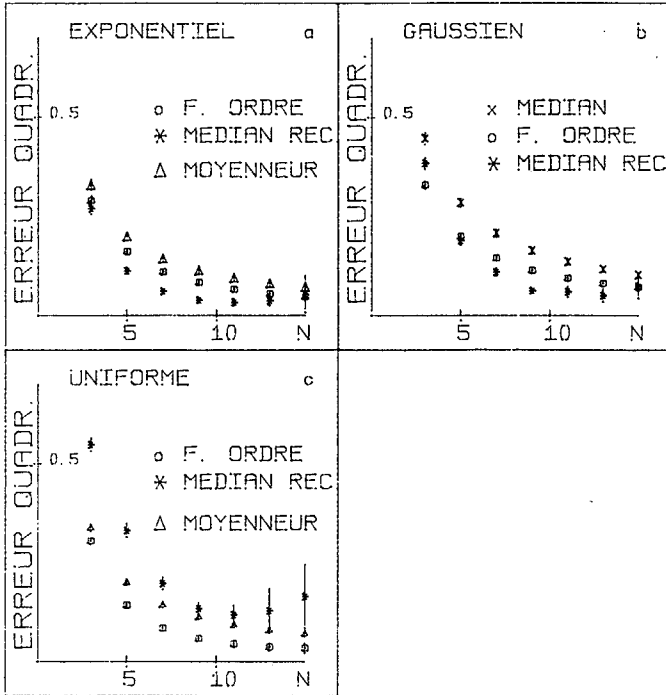 EXPONENTIEL a
ERREUR QUADR.
0.5
F. ORDRE
MEDIAN REC
MOYENNEUR
5 10 N
GAUSSIEN b
ERREUR QUADR.
0.5
MEDIAN
F. ORDRE
MEDIAN REC
5 10 N
UNIFORME c
ERREUR QUADR.
0.5
F. ORDRE
MEDIAN REC
MOYENNEUR
5 10 N